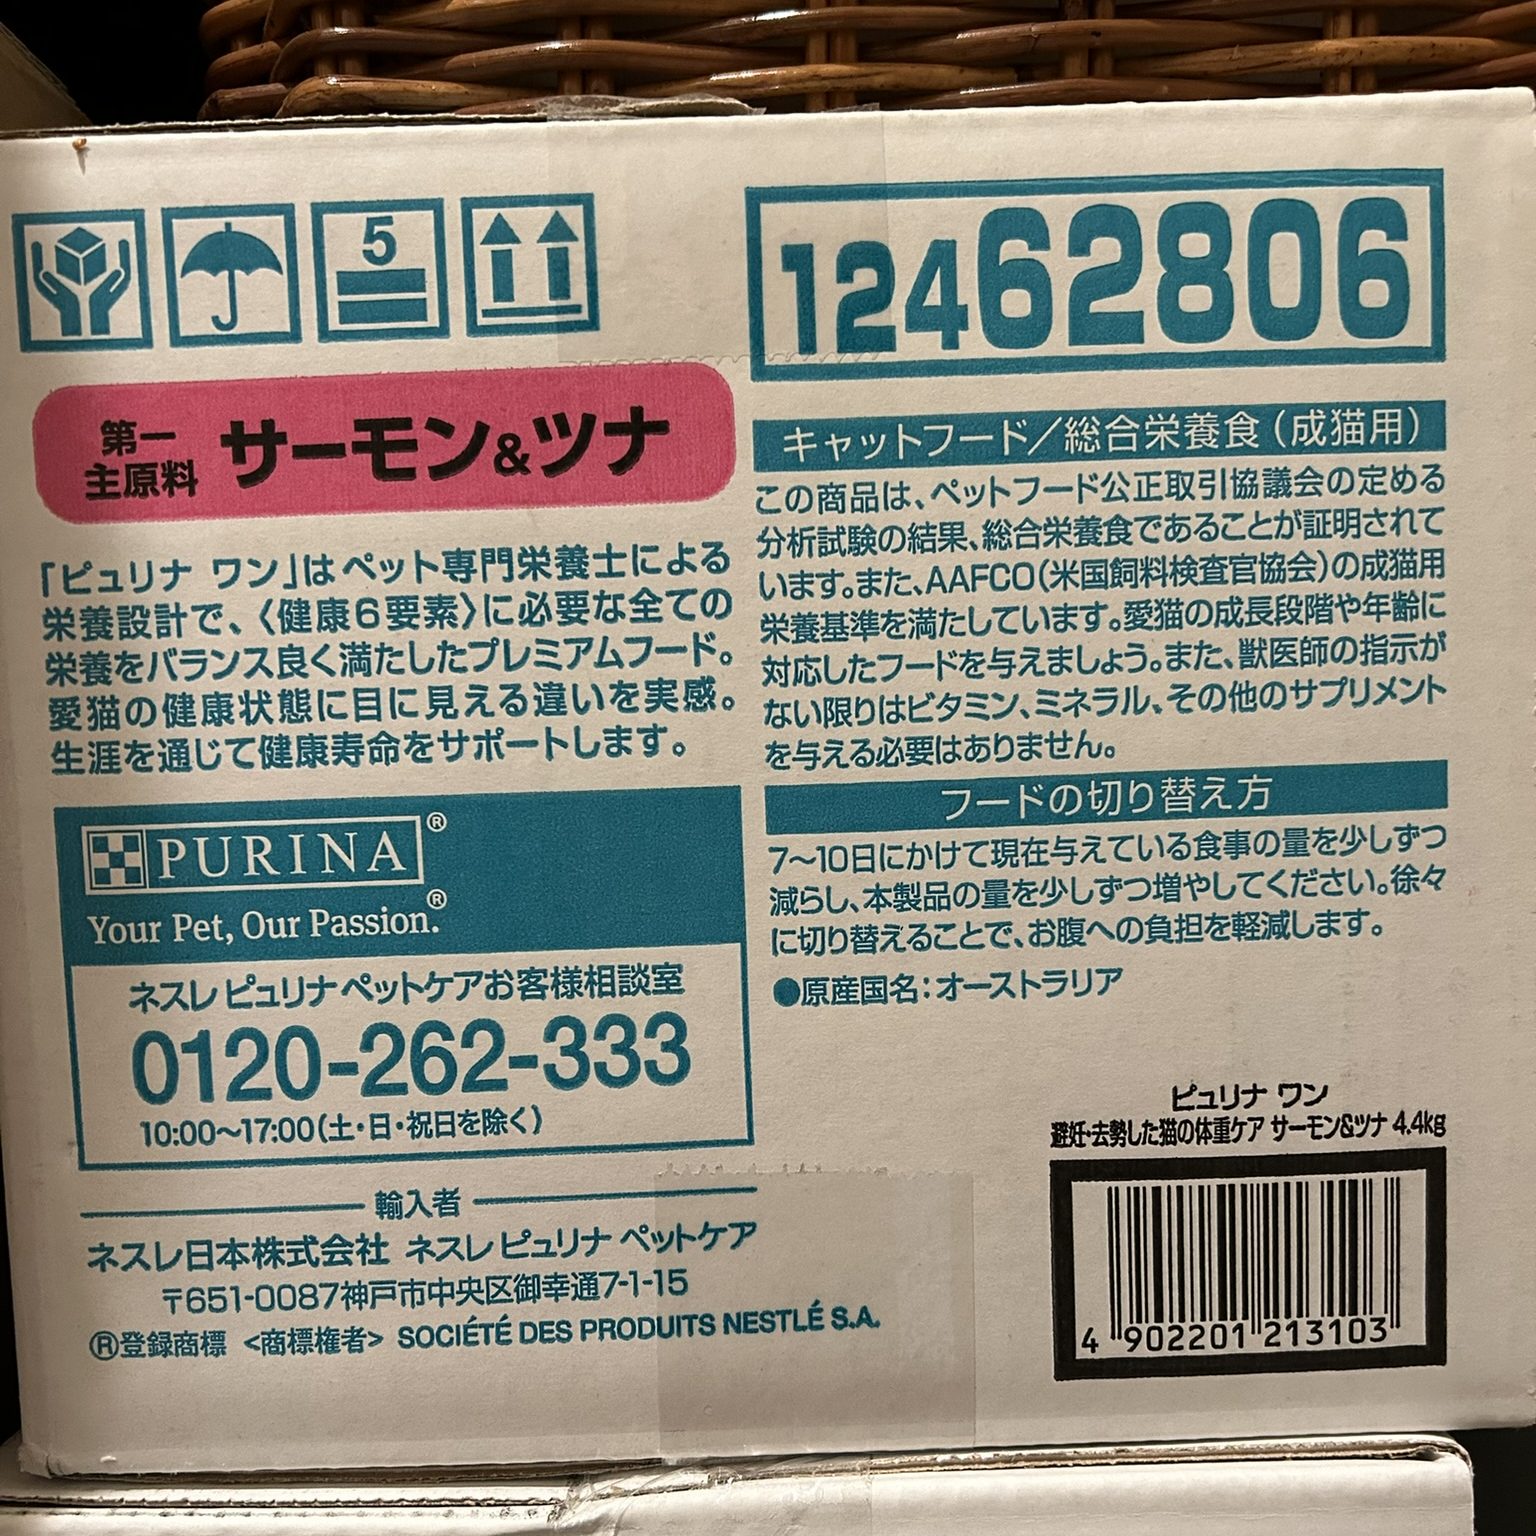 5
12462806
第一
主原料
サーモン&ツナ
「ピュリナ ワン」はペット専門栄養士による
栄養設計で、〈健康6要素〉に必要な全ての
栄養をバランス良く満たしたプレミアムフード。
愛猫の健康状態に目に見える違いを実感。
生涯を通じて健康寿命をサポートします。
PURINA®
Your Pet, Our Passion.®
ネスレ ピュリナ ペットケアお客様相談室
0120-262-333
10:00〜17:00(土・日・祝日を除く)
輸入者
ネスレ日本株式会社 ネスレ ピュリナ ペットケア
〒651-0087神戸市中央区御幸通7-1-15
®登録商標 <商標権者> SOCIÉTÉ DES PRODUITS NESTLÉ S.A.
キャットフード/総合栄養食(成猫用)
この商品は、ペットフード公正取引協議会の定める
分析試験の結果、総合栄養食であることが証明されて
います。また、AAFCO(米国飼料検査官協会)の成猫用
栄養基準を満たしています。愛猫の成長段階や年齢に
対応したフードを与えましょう。また、獣医師の指示が
ない限りはビタミン、ミネラル、その他のサプリメント
を与える必要はありません。
フードの切り替え方
7〜10日にかけて現在与えている食事の量を少しずつ
減らし、本製品の量を少しずつ増やしてください。徐々
に切り替えることで、お腹への負担を軽減します。
●原産国名:オーストラリア
ピュリナ ワン
避妊・去勢した猫の体重ケア サーモン&ツナ 4.4kg
4 902201 213103